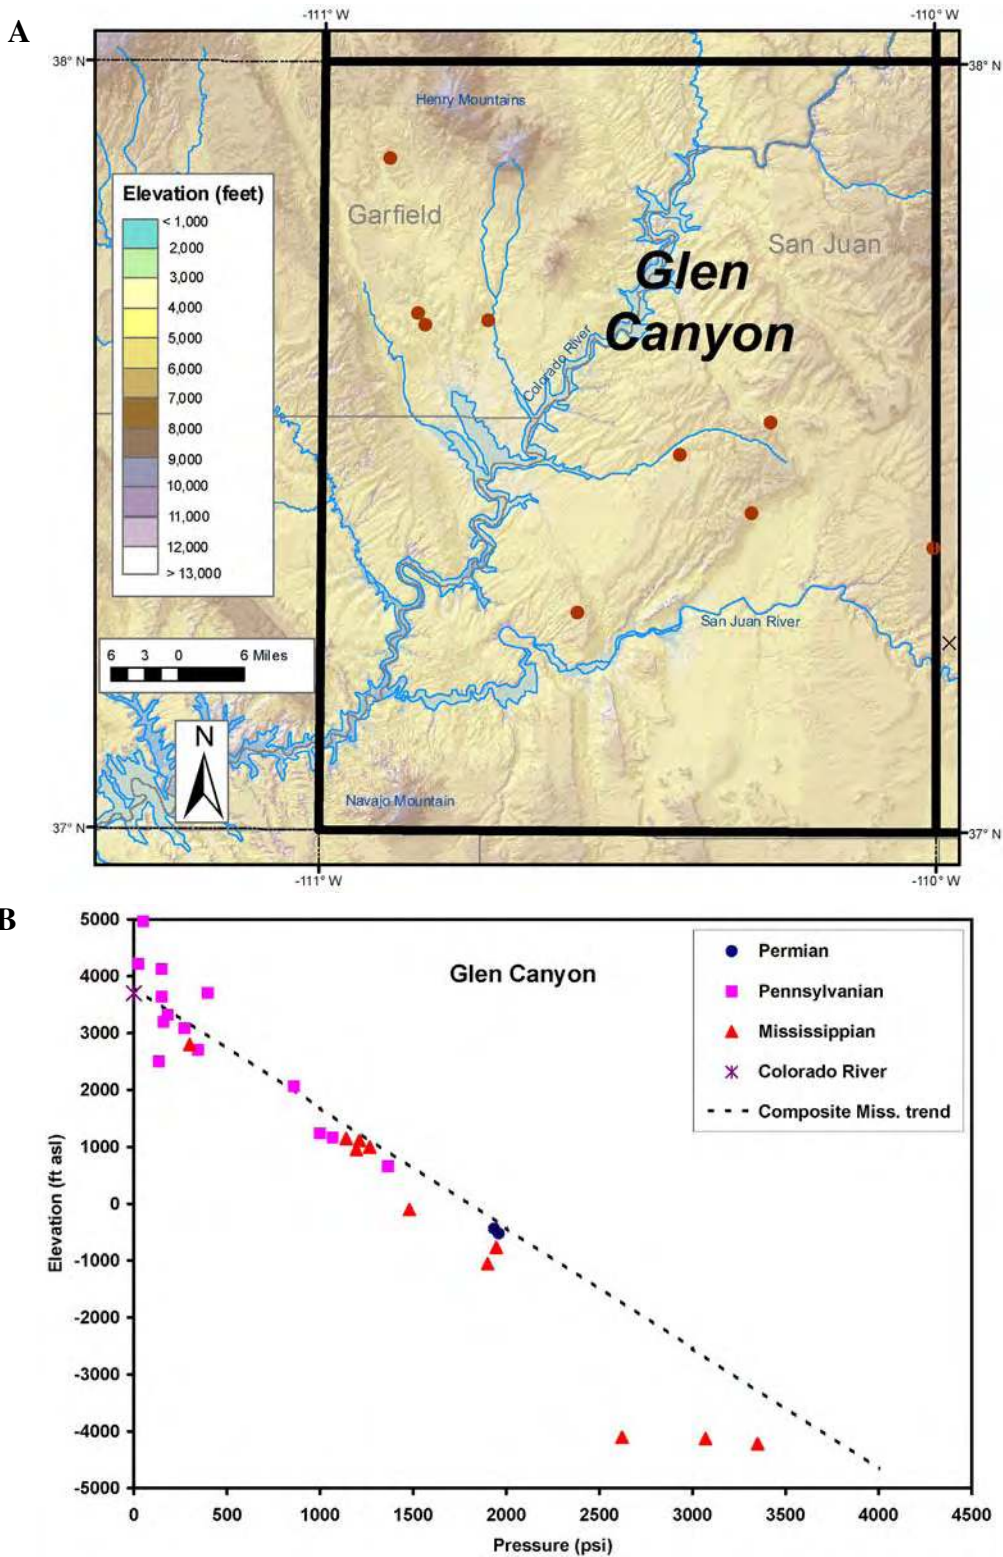 A
-111° W
-110° W
38° N
38° N
Henry Mountains
Elevation (feet)
< 1,000
2,000
3,000
4,000
5,000
6,000
7,000
8,000
9,000
10,000
11,000
12,000
> 13,000
Garfield
San Juan
Glen
Canyon
Colorado River
San Juan River
6 3 0 6 Miles
N
Navajo Mountain
37° N
37° N
-111° W
-110° W
B
Glen Canyon
5000
4000
3000
2000
1000
0
-1000
-2000
-3000
-4000
-5000
Elevation (ft asl)
Permian
Pennsylvanian
Mississippian
Colorado River
Composite Miss. trend
0 500 1000 1500 2000 2500 3000 3500 4000 4500
Pressure (psi)